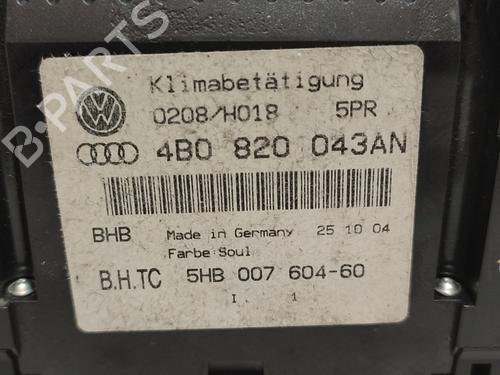 B-PARTS
Klimabetätigung
0208/H018 5PR
4B0 820 043AN
BHB Made in Germany 25 10 04
Farbe Soul
B.H.TC 5HB 007 604-60
I. 1